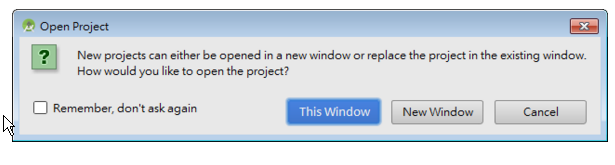 Open Project
New projects can either be opened in a new window or replace the project in the existing window.
How would you like to open the project?
Remember, don't ask again
This Window
New Window
Cancel